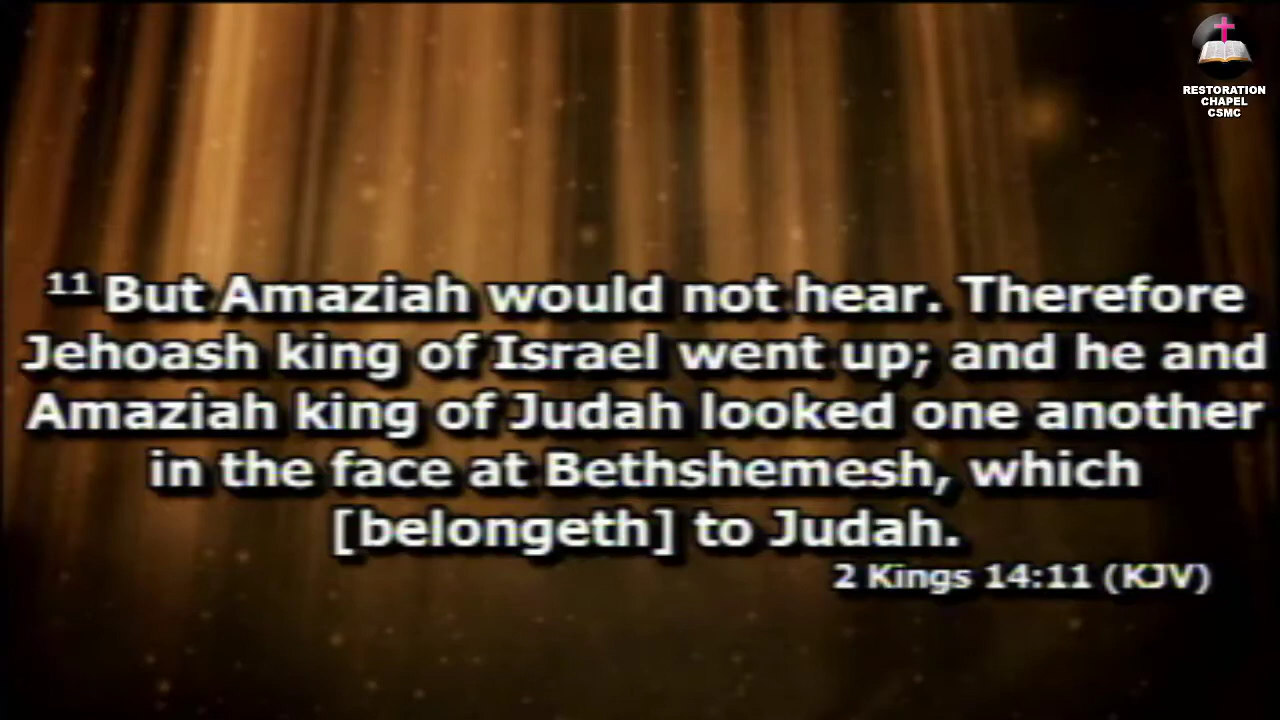 RESTORATION
CHAPEL
CSMC
11 But Amaziah would not hear. Therefore
Jehoash king of Israel went up; and he and
Amaziah king of Judah looked one another
in the face at Bethshemesh, which
[belongeth] to Judah.
2 Kings 14:11 (KJV)